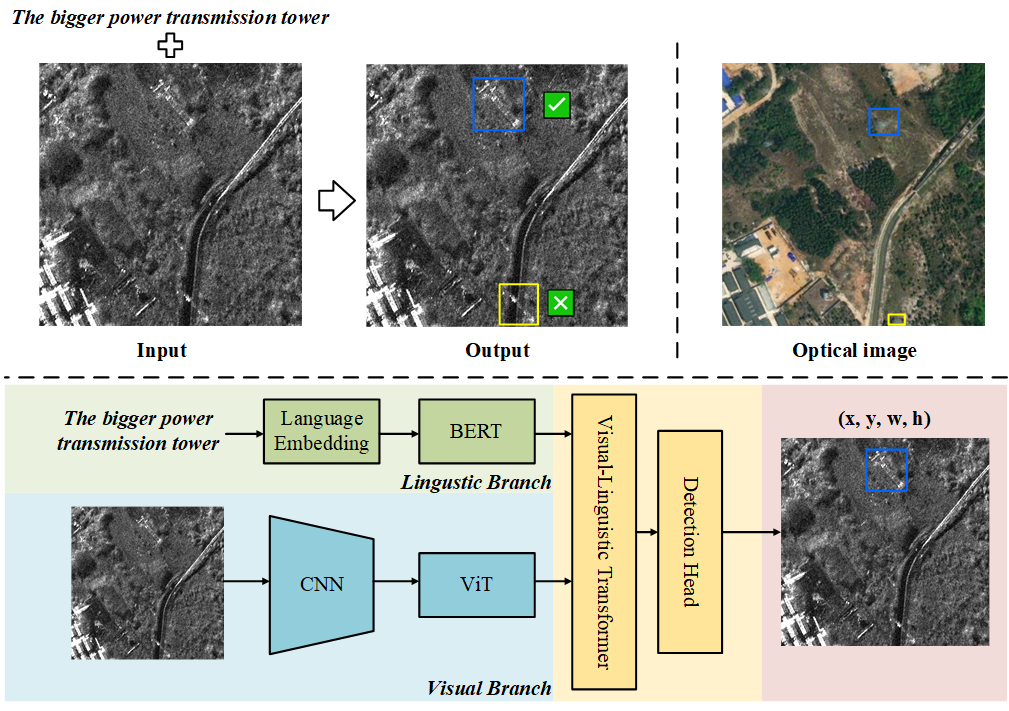 The bigger power transmission tower
Input
Output
Optical image
The bigger power
transmission tower
Language
Embedding
BERT
Lingustic Branch
CNN
ViT
Visual Branch
Visual-Linguistic Transformer
Detection Head
(x, y, w, h)